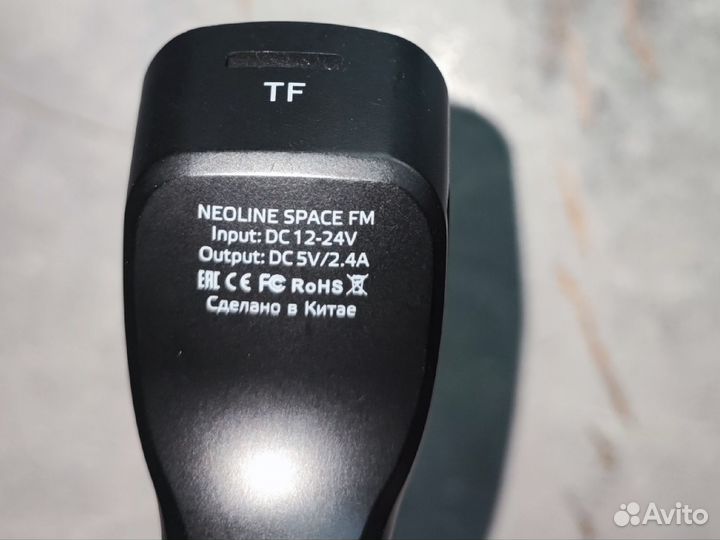 TF
NEOLINE SPACE FM
Input: DC 12-24V
Output: DC 5V/2.4A
EAC CE FC RoHS
Сделано в Китае
Avito